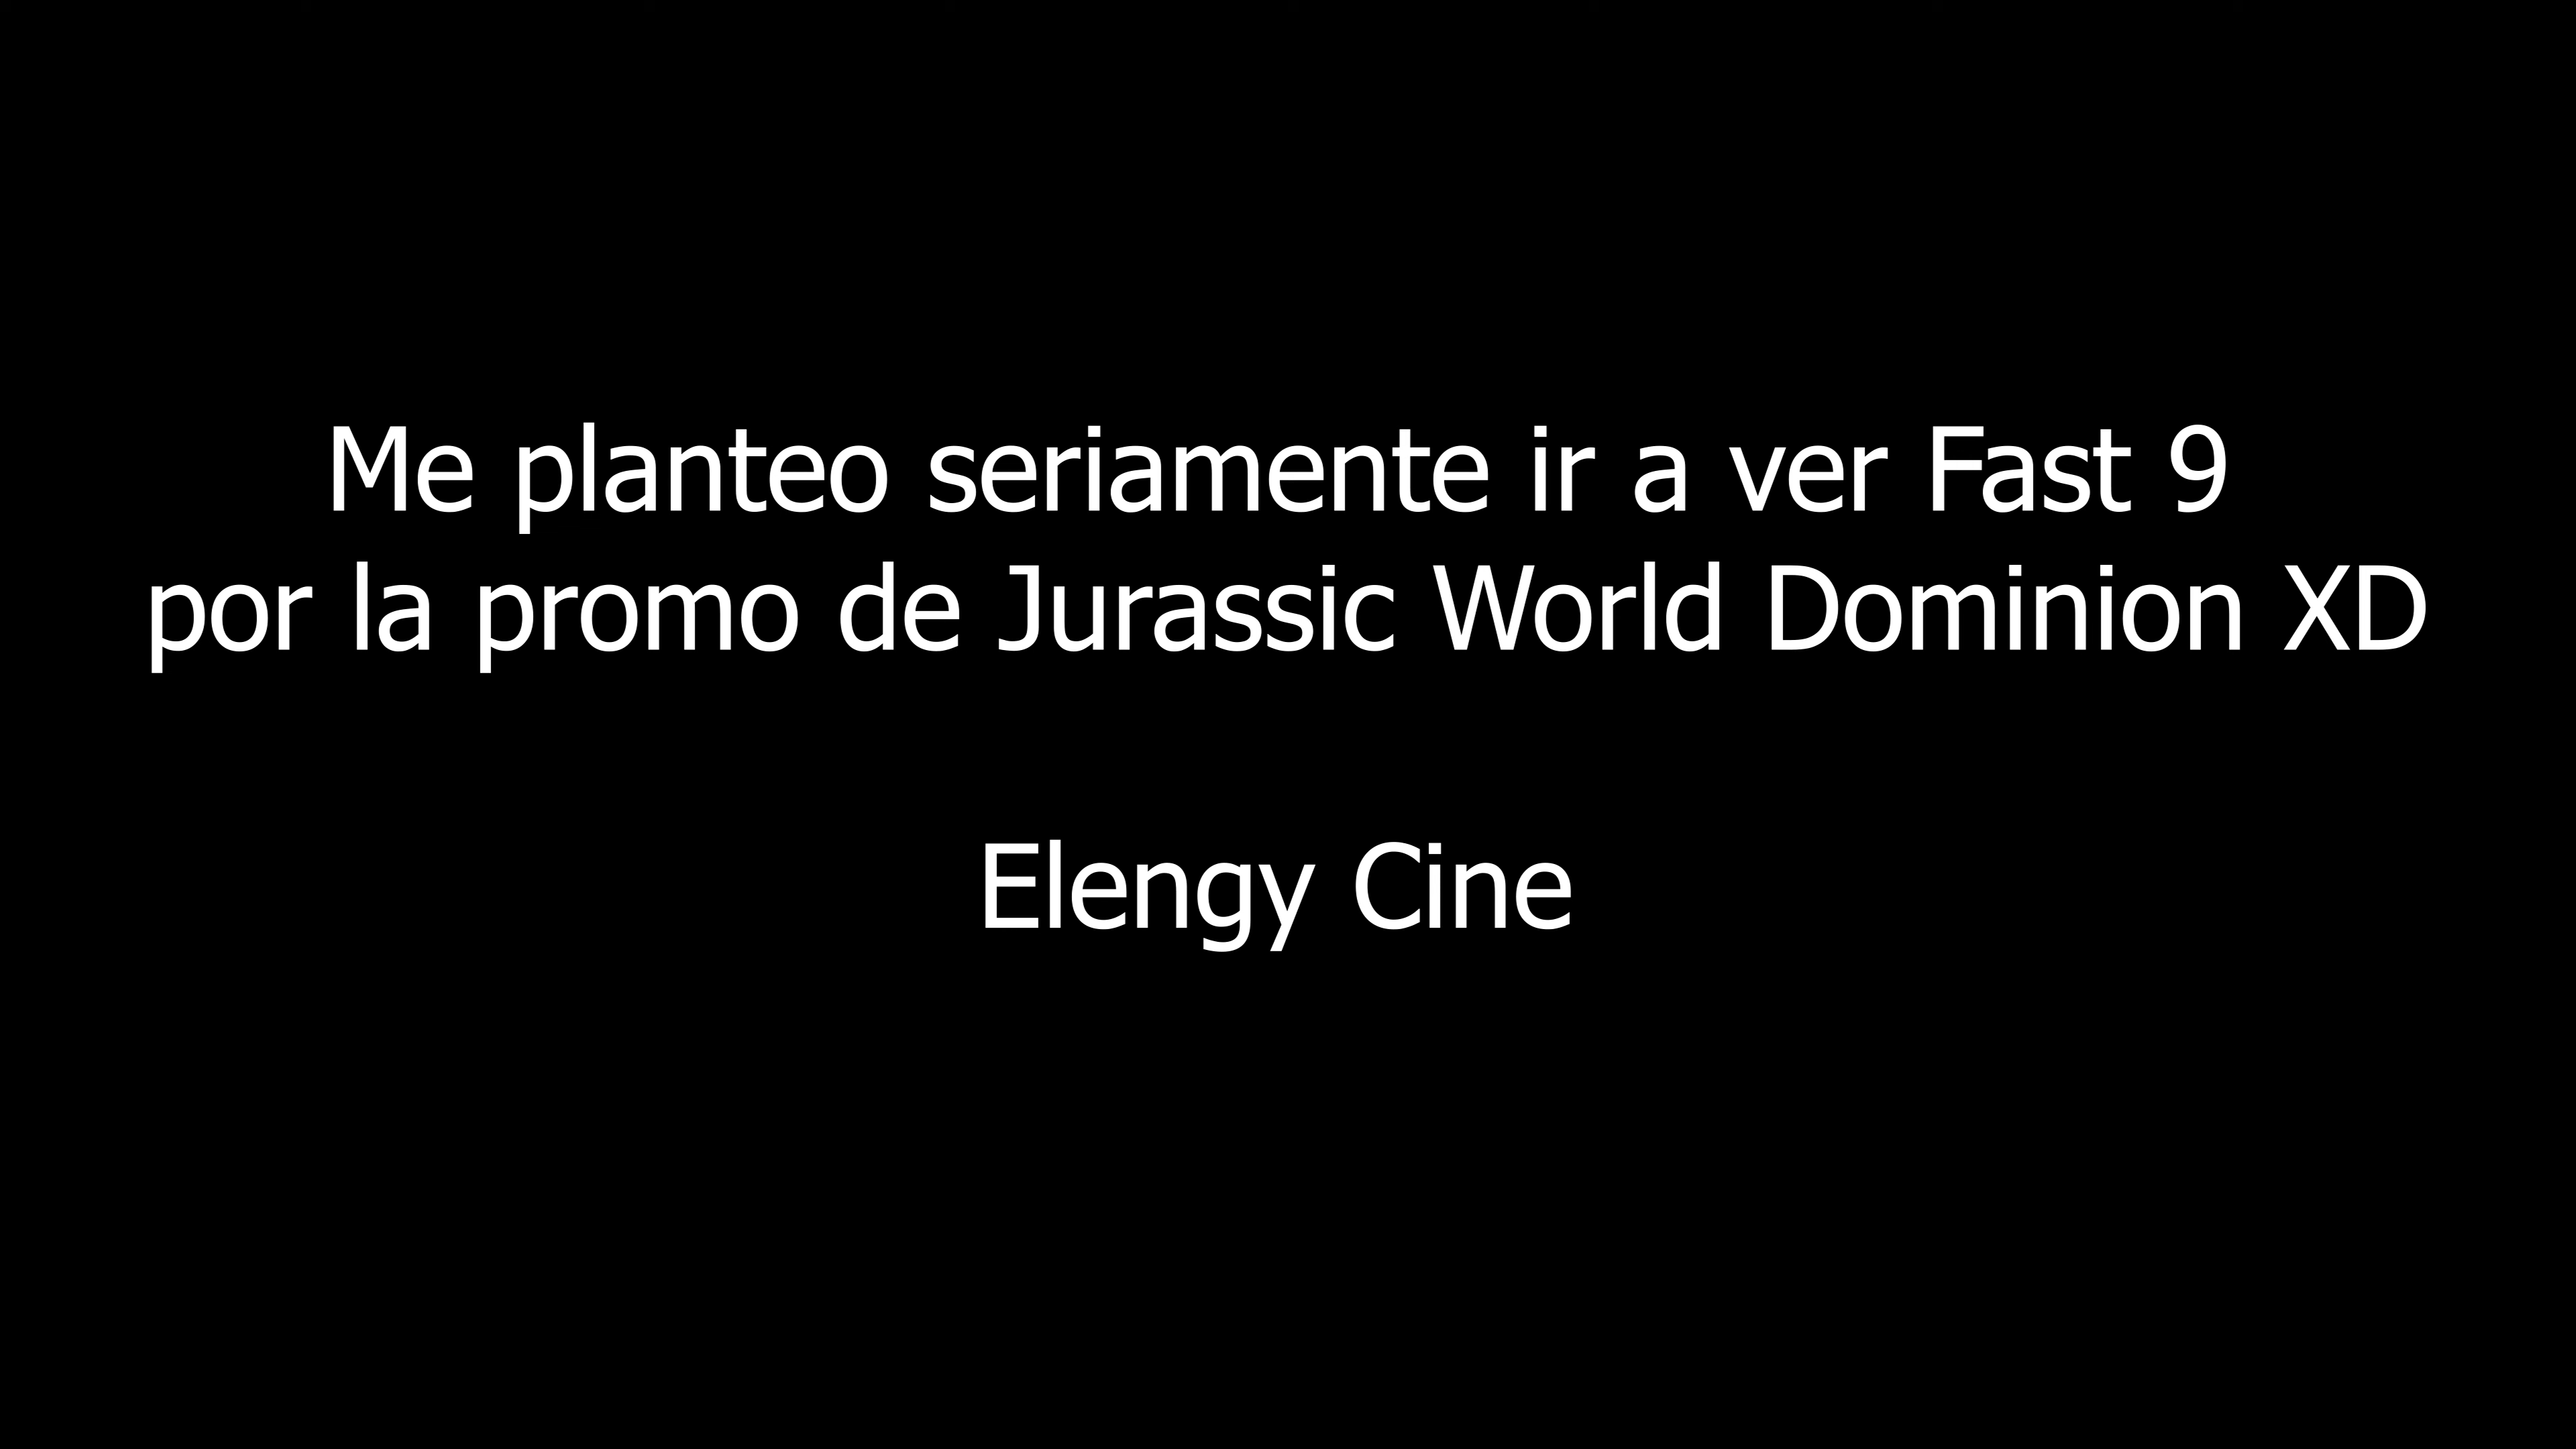 Me planteo seriamente ir a ver Fast 9
por la promo de Jurassic World Dominion XD
Elengy Cine